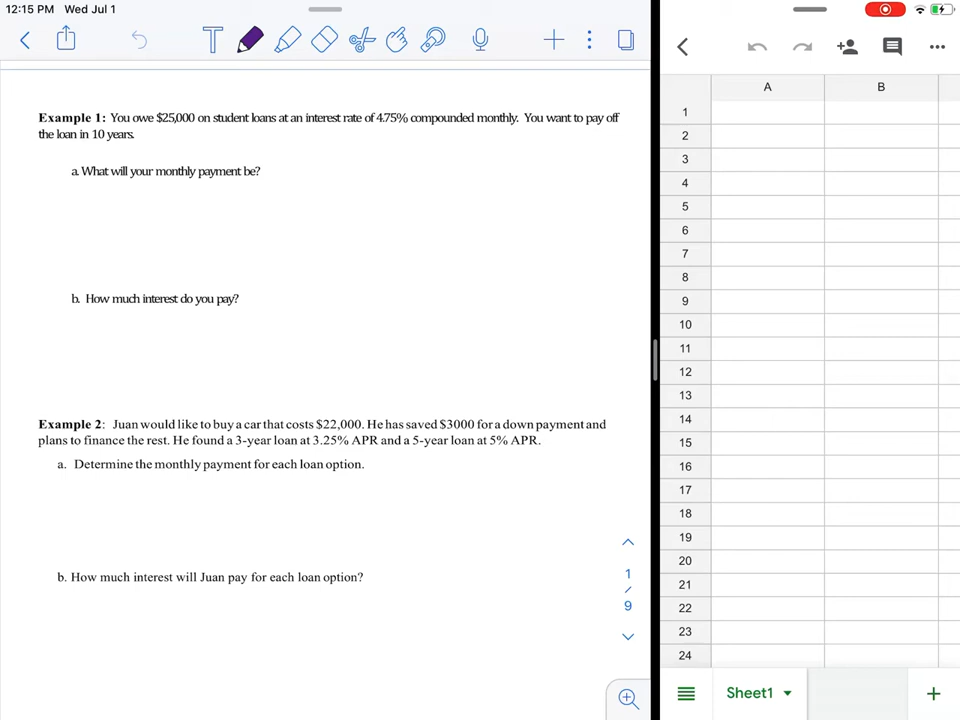 12:15 PM Wed Jul 1
T
A B
Example 1: You owe $25,000 on student loans at an interest rate of 4.75% compounded monthly. You want to pay off
the loan in 10 years.
a. What will your monthly payment be?
b. How much interest do you pay?
Example 2: Juan would like to buy a car that costs $22,000. He has saved $3000 for a down payment and
plans to finance the rest. He found a 3-year loan at 3.25% APR and a 5-year loan at 5% APR.
a. Determine the monthly payment for each loan option.
b. How much interest will Juan pay for each loan option?
1
/
9
1
2
3
4
5
6
7
8
9
10
11
12
13
14
15
16
17
18
19
20
21
22
23
24
Sheet1